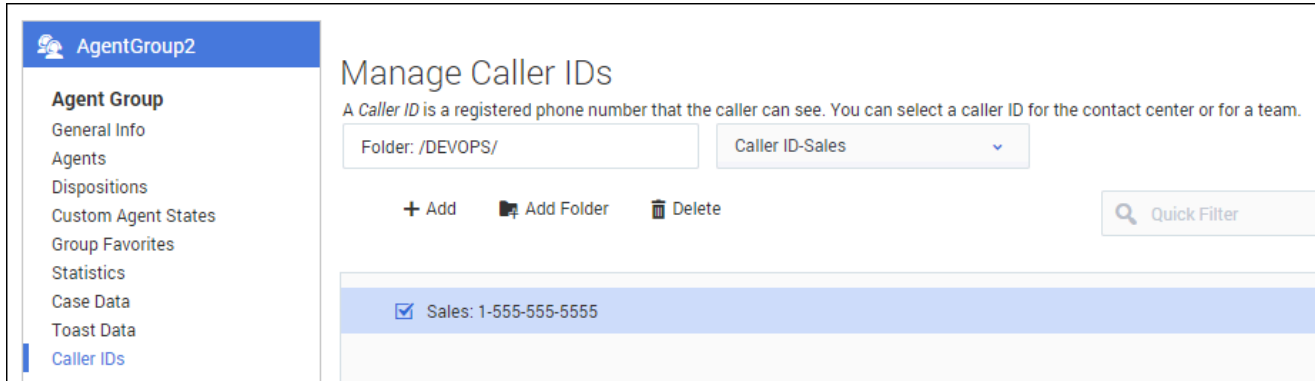 AgentGroup2
Agent Group
General Info
Agents
Dispositions
Custom Agent States
Group Favorites
Statistics
Case Data
Toast Data
Caller IDs
Manage Caller IDs
A Caller ID is a registered phone number that the caller can see. You can select a caller ID for the contact center or for a team.
Folder: /DEVOPS/
Caller ID-Sales
Add
Add Folder
Delete
Quick Filter
Sales: 1-555-555-5555